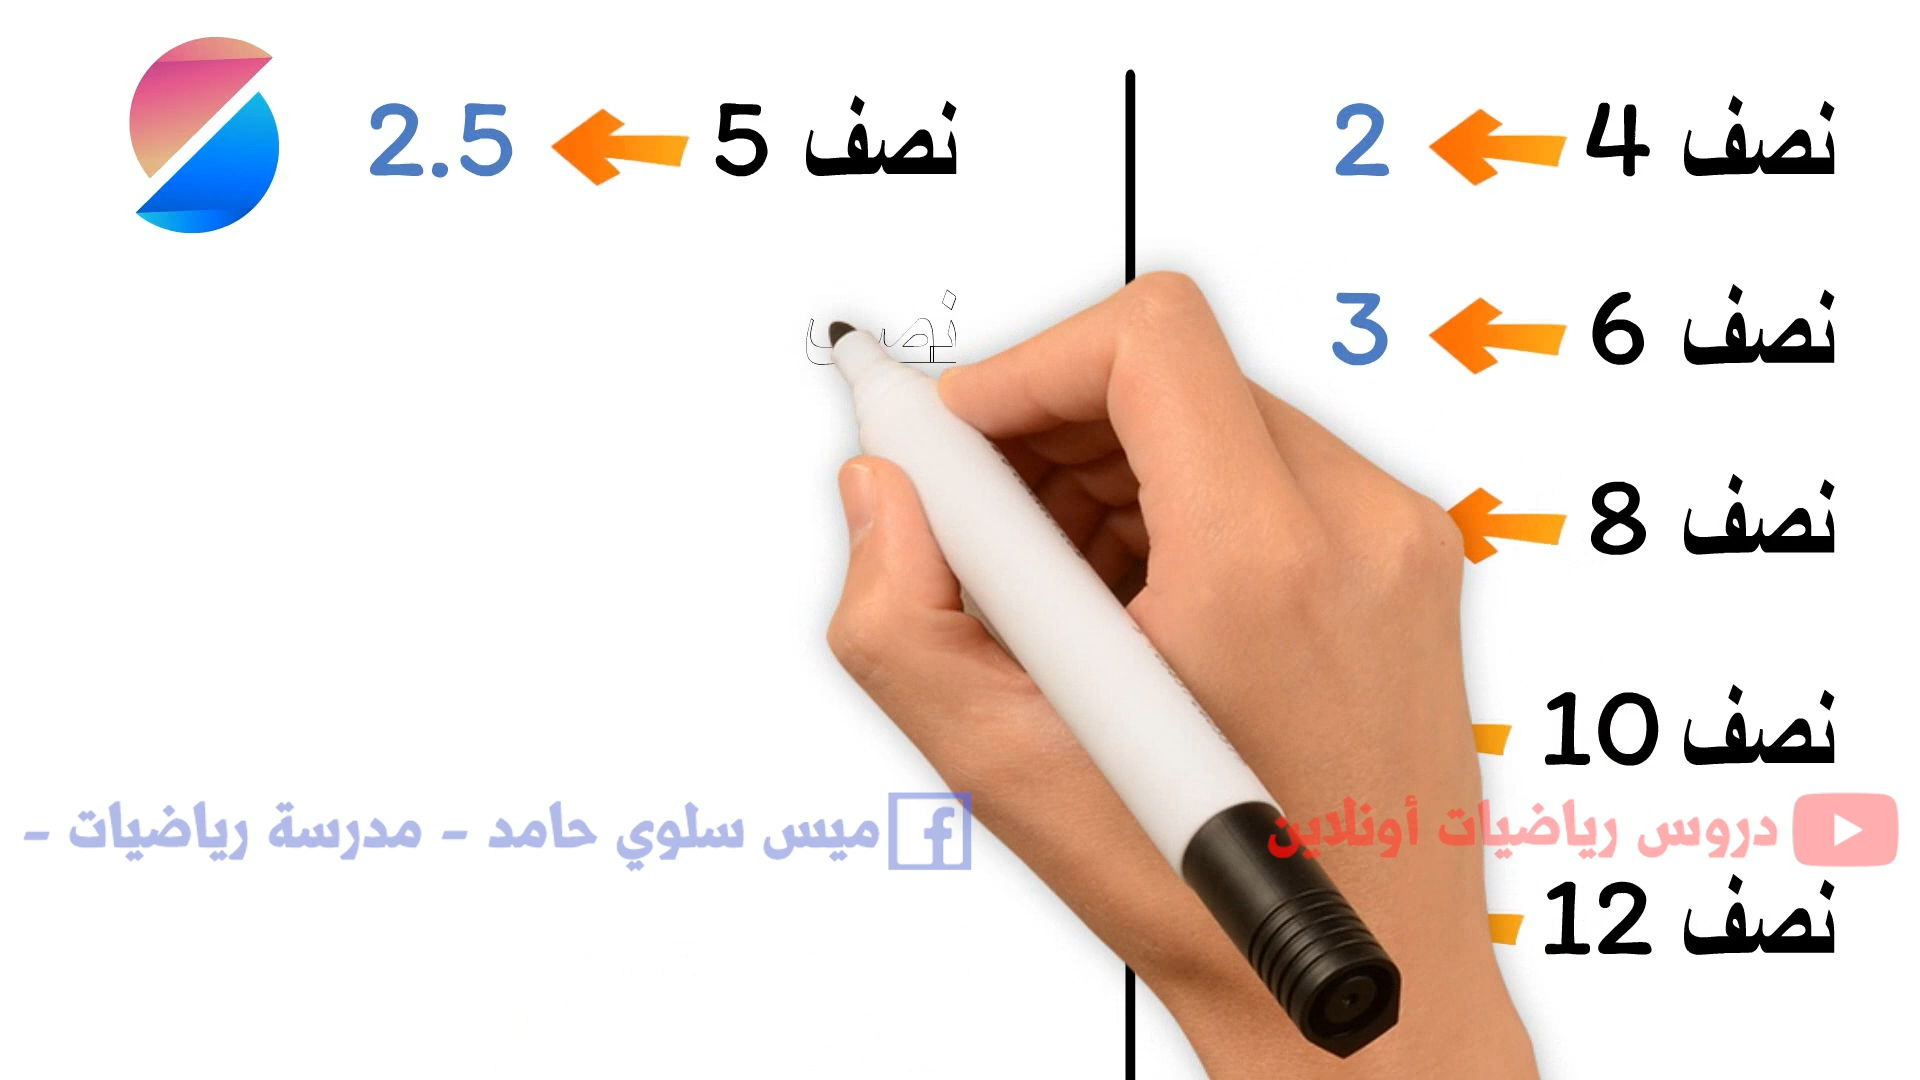 نصف 4 2
نصف 6 3
نصف 8
نصف 10
نصف 12
نصف 5 2.5
نصف
دروس رياضيات أونلاين
ميس سلوي حامد - مدرسة رياضيات -